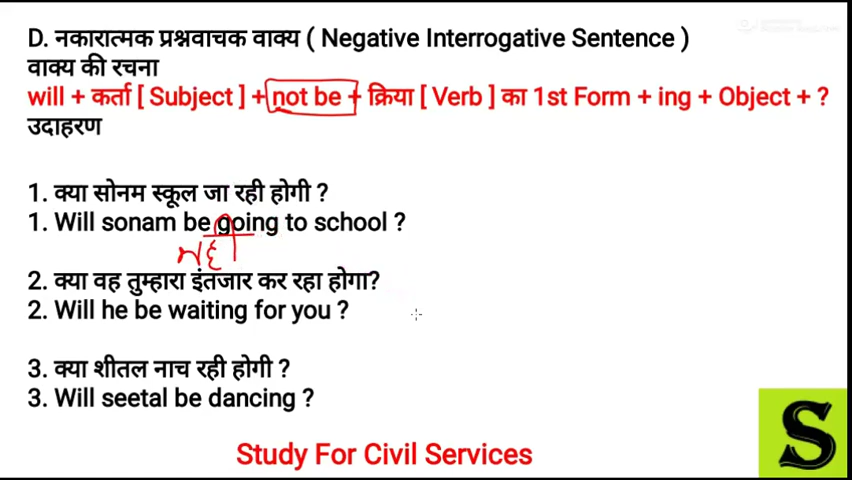 D. नकारात्मक प्रश्नवाचक वाक्य ( Negative Interrogative Sentence )
वाक्य की रचना
will + कर्ता [ Subject ] + not be + क्रिया [ Verb ] का 1st Form + ing + Object + ?
उदाहरण
1. क्या सोनम स्कूल जा रही होगी ?
1. Will sonam be going to school ?
नही
2. क्या वह तुम्हारा इंतजार कर रहा होगा?
2. Will he be waiting for you ?
3. क्या शीतल नाच रही होगी ?
3. Will seetal be dancing ?
Study For Civil Services
S